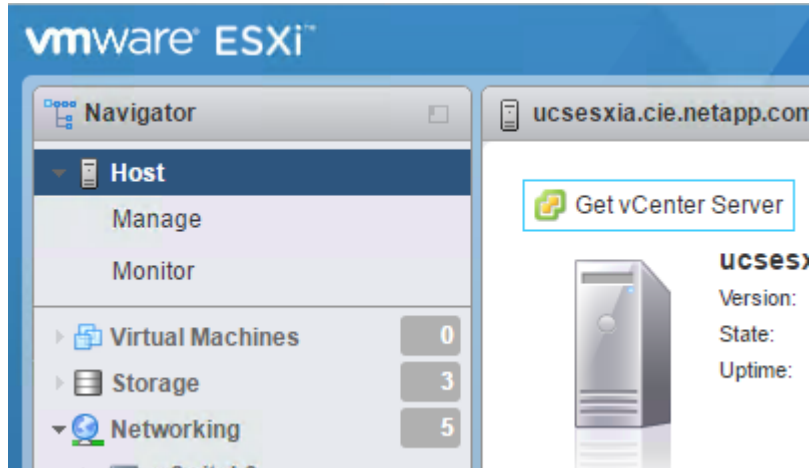 vmware ESXi™
Navigator
ucsesxia.cie.netapp.com
Host
Manage
Monitor
Get vCenter Server
ucsesx
Version:
State:
Uptime:
Virtual Machines 0
Storage 3
Networking 5